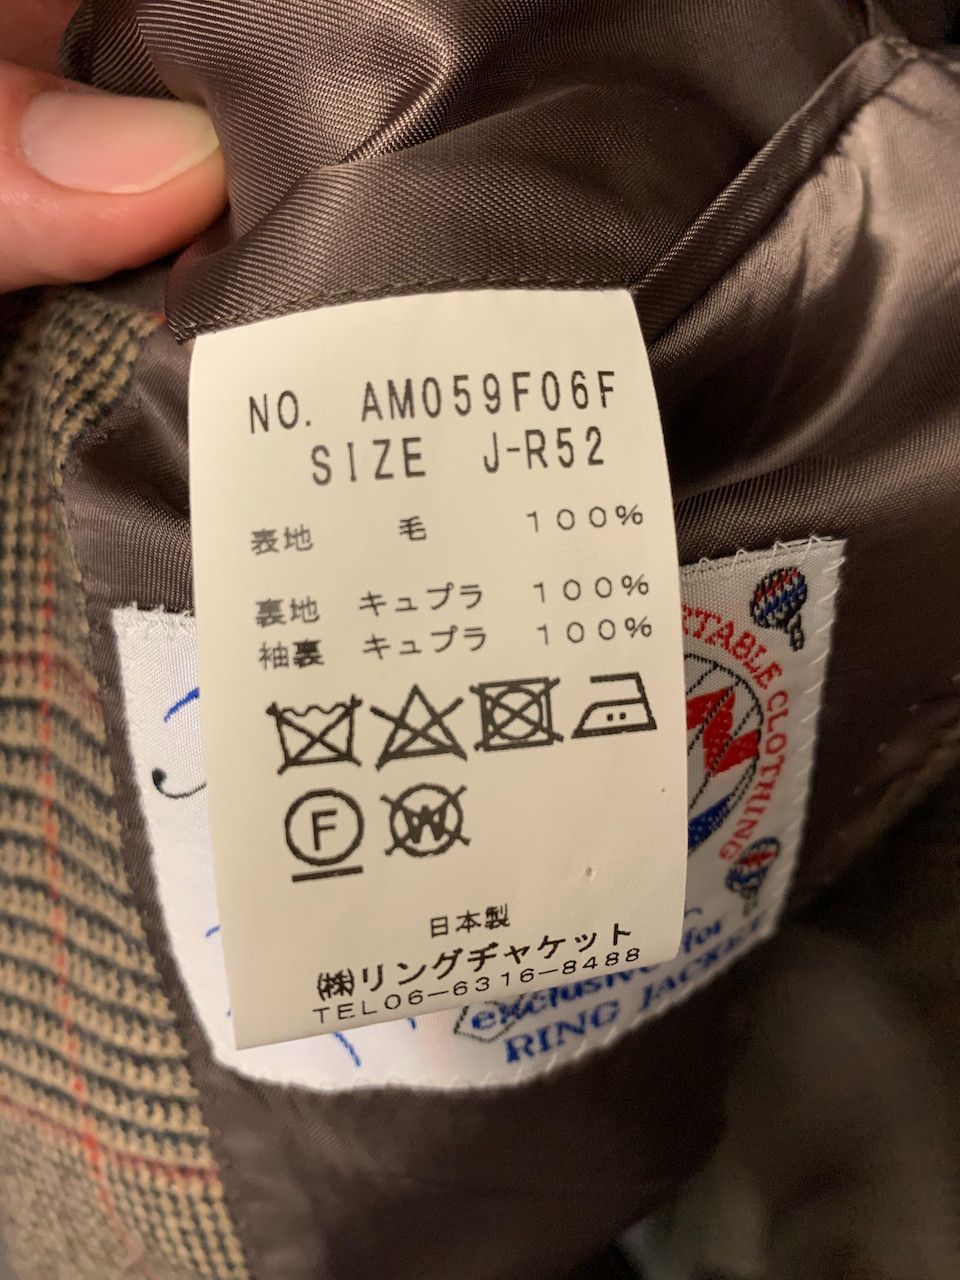 NO. AM059F06F
SIZE J-R52
表地 毛 100%
裏地 キュプラ 100%
袖裏 キュプラ 100%
F
W
日本製
㈱リングヂャケット
TEL06-6316-8488
CLOTHING
for
RING